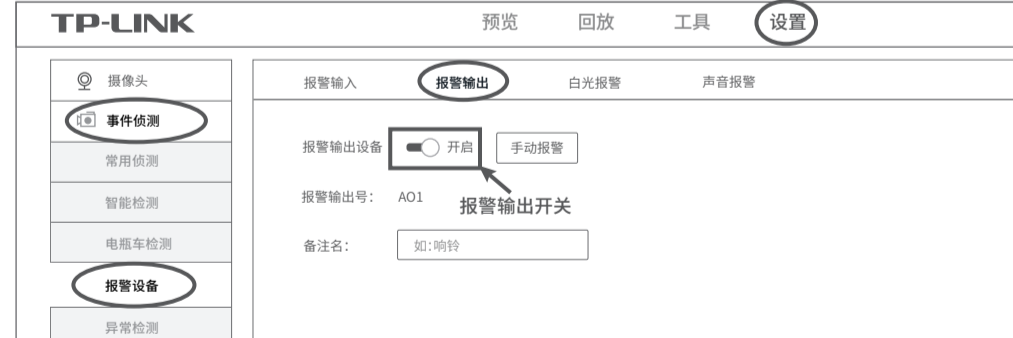 TP-LINK 预览 回放 工具 设置
摄像头
事件侦测
常用侦测
智能检测
电瓶车检测
报警设备
异常检测
报警输入 报警输出 白光报警 声音报警
报警输出设备 开启 手动报警
报警输出号： AO1
报警输出开关
备注名： 如:响铃